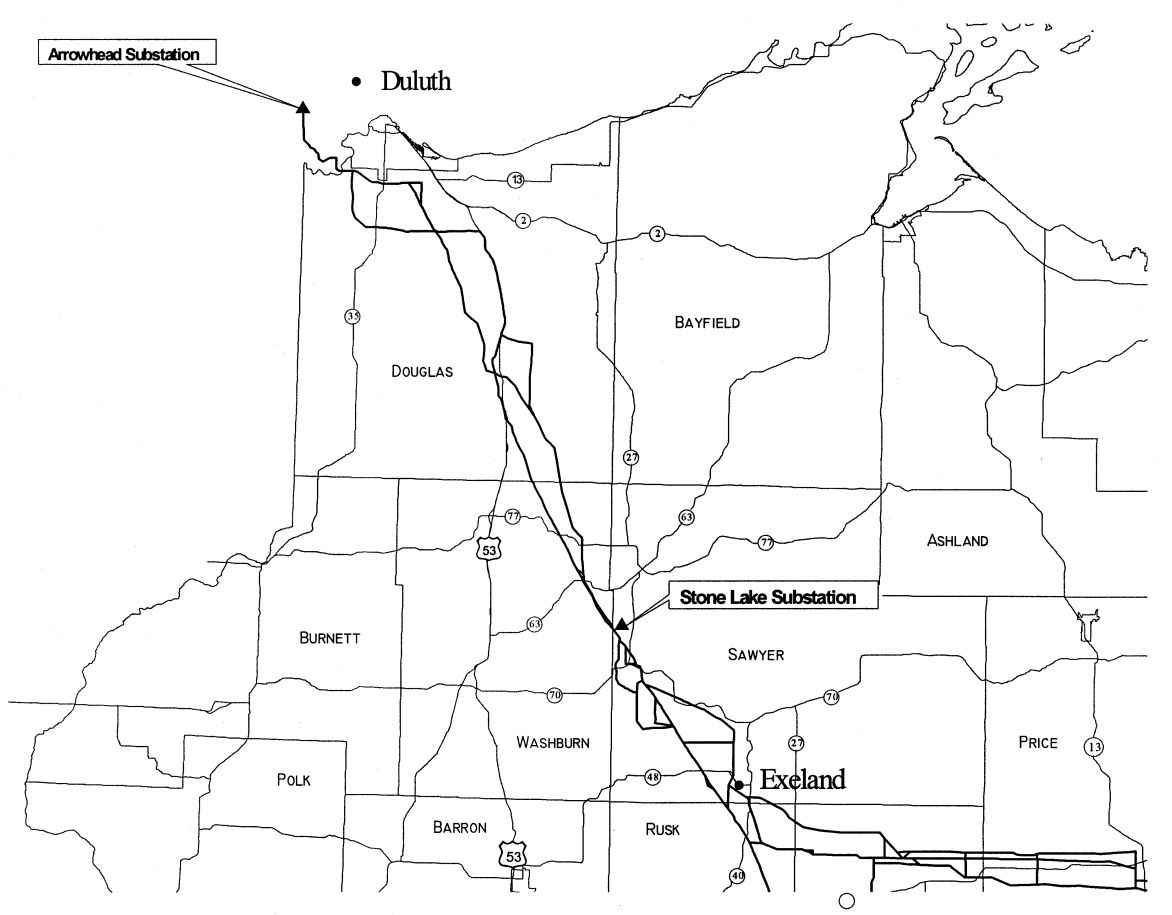 Arrowhead Substation
Duluth
13
2
2
35
BAYFIELD
DOUGLAS
27
63
77
77
53
ASHLAND
Stone Lake Substation
63
BURNETT
SAWYER
70
70
WASHBURN
27
PRICE
13
POLK
48
Exeland
BARRON
RUSK
53
40